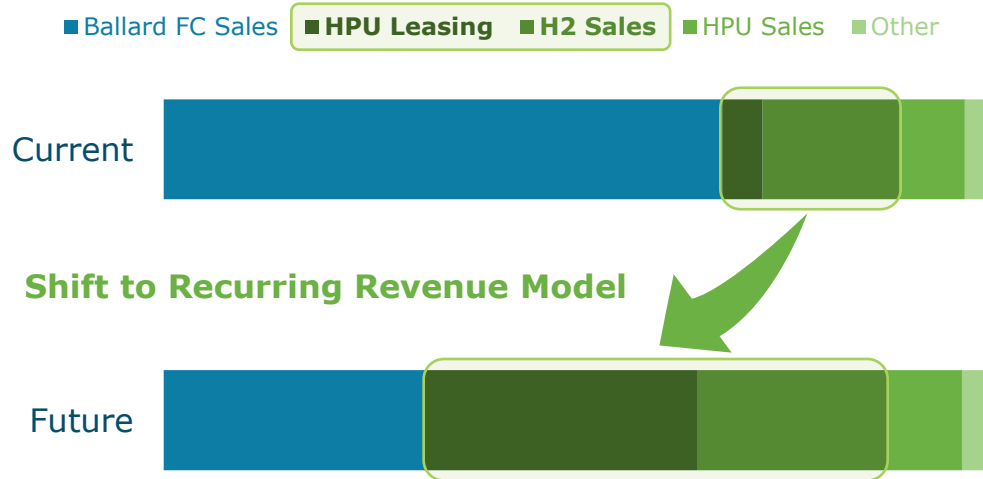 Ballard FC Sales HPU Leasing H2 Sales HPU Sales Other
Current
Shift to Recurring Revenue Model
Future